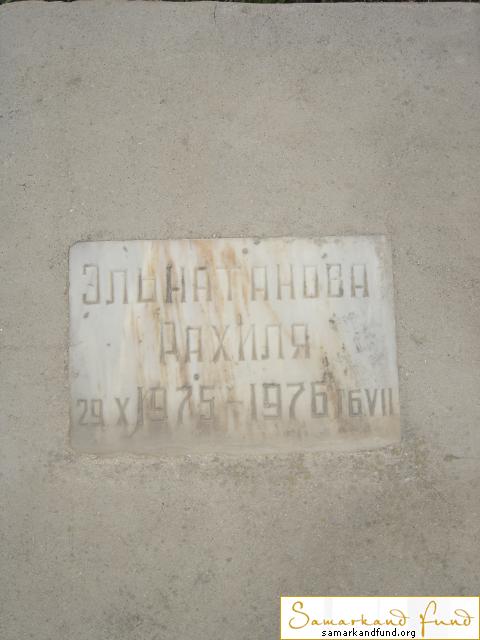 ЭЛЬНАТАНОВА
РАХИЛЯ
29 X 1975 – 1976 16.VII
Samarkand Fund
samarkandfund.org